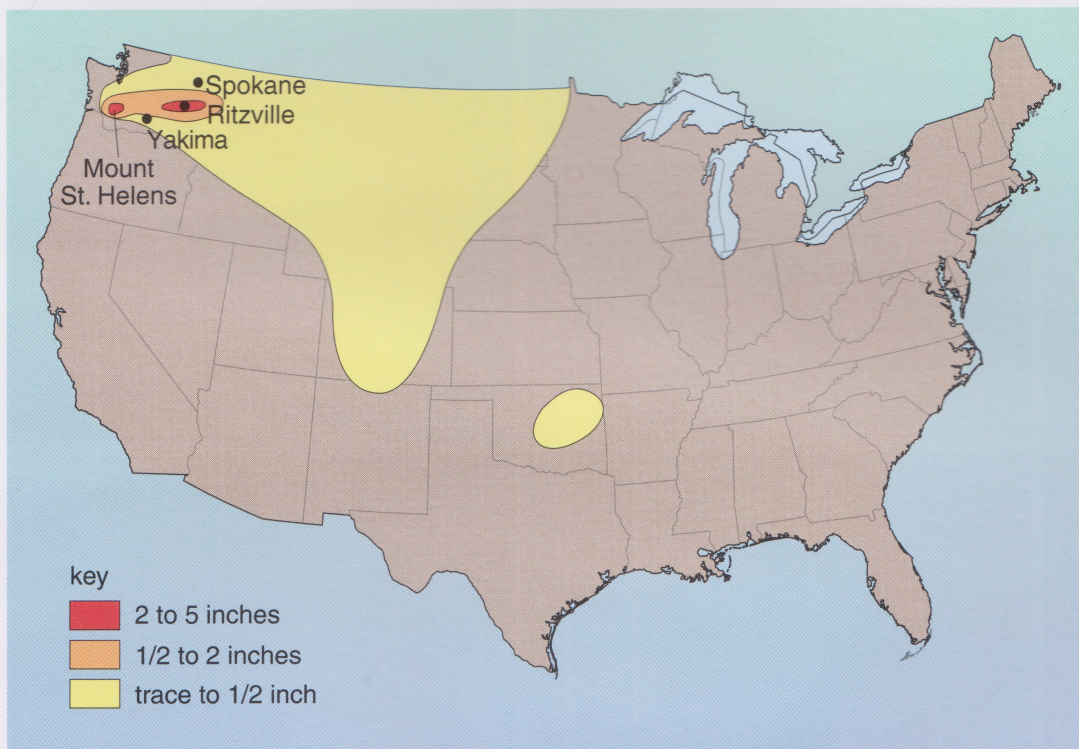 Spokane
Ritzville
Yakima
Mount
St. Helens
key
2 to 5 inches
1/2 to 2 inches
trace to 1/2 inch